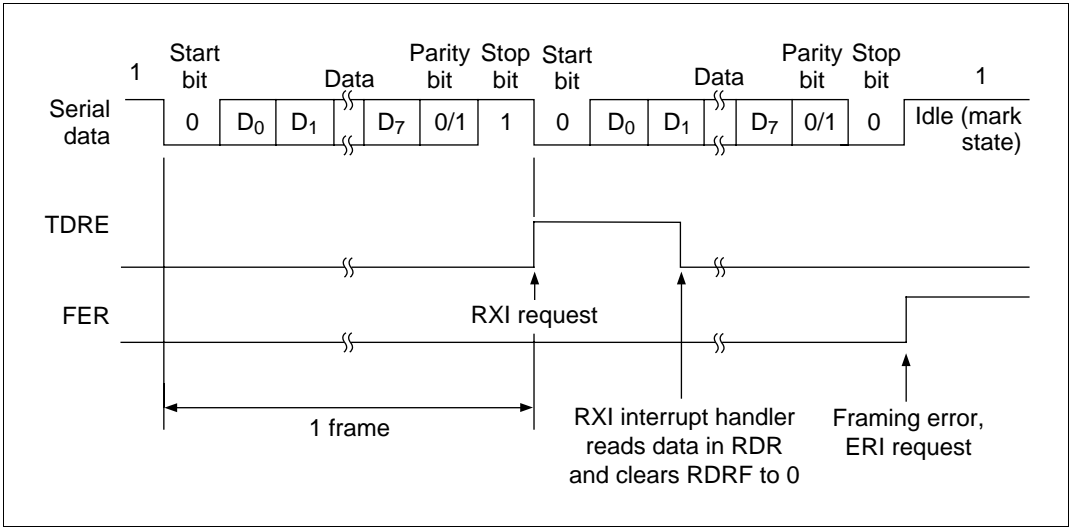 1 Start bit Data Parity bit Stop bit Start bit Data Parity bit Stop bit 1
Serial data 0 D0 D1 D7 0/1 1 0 D0 D1 D7 0/1 0 Idle (mark state)
TDRE
RXI request
FER
1 frame
RXI interrupt handler
reads data in RDR
and clears RDRF to 0
Framing error,
ERI request